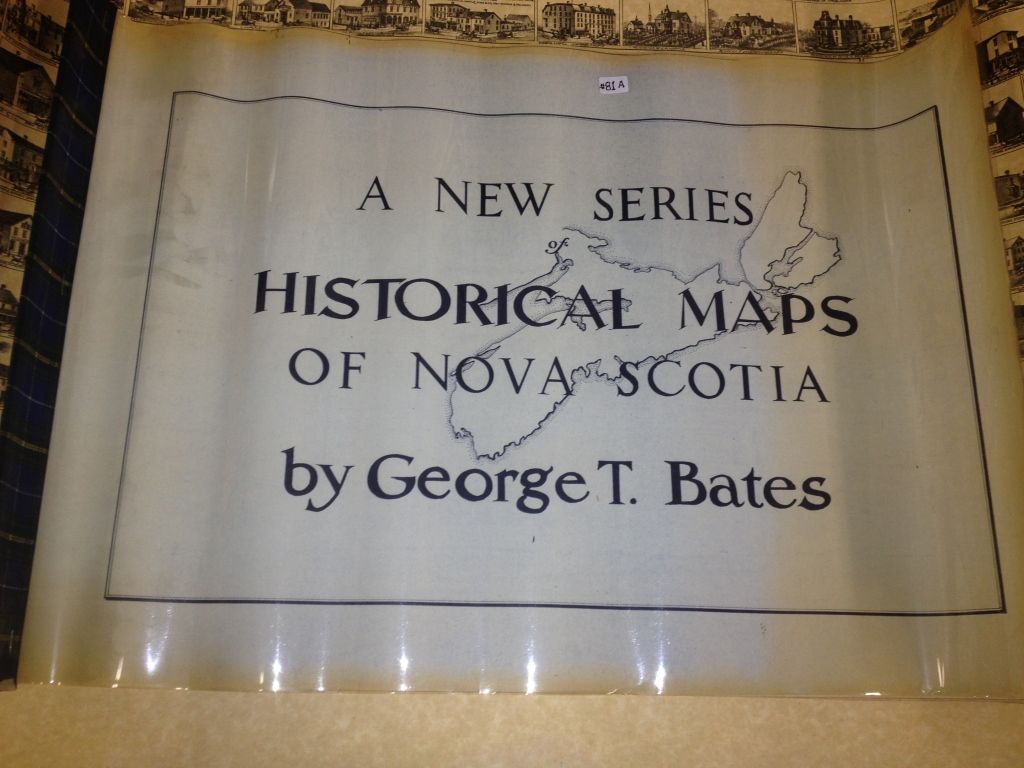 #81 A
A NEW SERIES
of
HISTORICAL MAPS
OF NOVA SCOTIA
by George T. Bates